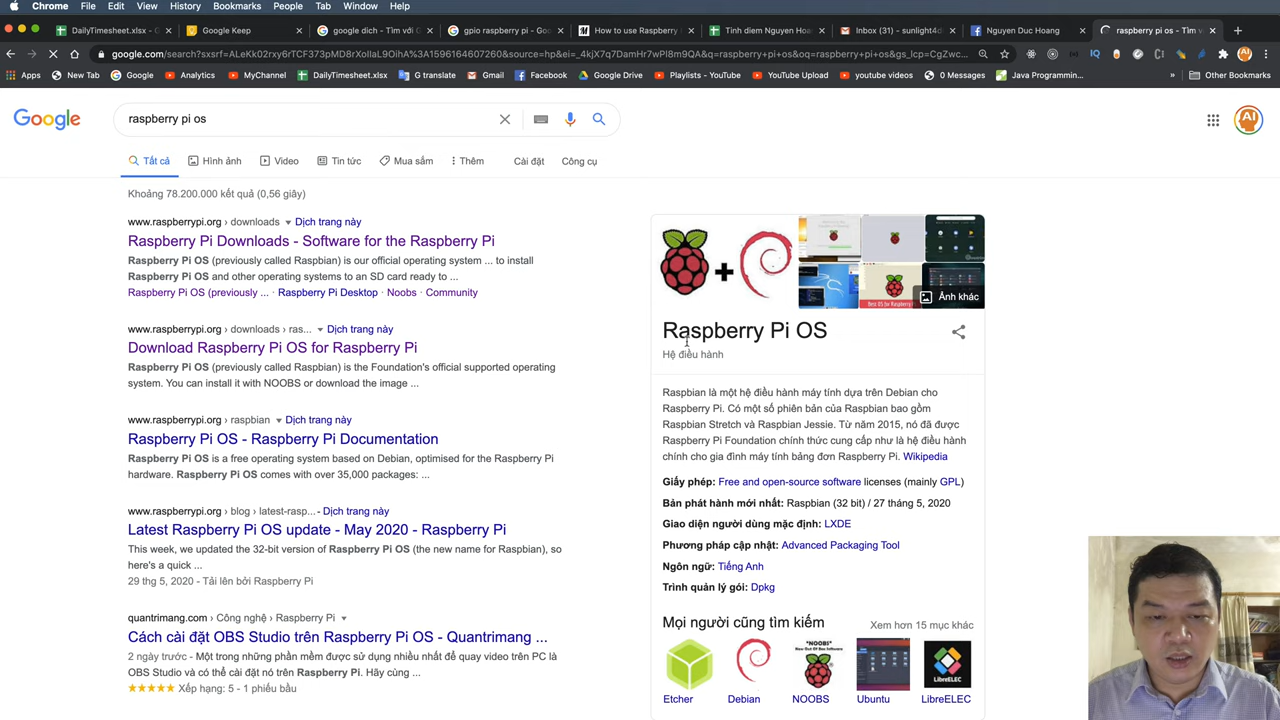 Chrome File Edit View History Bookmarks People Tab Window Help
DailyTimesheet.xlsx -
Google Keep
google dich - Tìm với G
gpio raspberry pi - Goo
How to use Raspberry
Tinh diem Nguyen Hoa
Inbox (31) - sunlight4d
Nguyen Duc Hoang
raspberry pi os - Tìm v
google.com/search?sxsrf=ALeKk02rxy6TCF373pMD8rXoIIaL9OihA%3A1596164607260&source=hp&ei=_4kjX7q7DamHr7wPl8m9QA&q=raspberry+pi+os&oq=raspberry+pi+os&gs_lcp=CgZwc...
Apps New Tab Google Analytics MyChannel DailyTimesheet.xlsx G translate Gmail Facebook Google Drive Playlists - YouTube YouTube Upload youtube videos 0 Messages Java Programmin... » Other Bookmarks
Google
raspberry pi os
AI
Tất cả Hình ảnh Video Tin tức Mua sắm Thêm Cài đặt Công cụ
Khoảng 78.200.000 kết quả (0,56 giây)
www.raspberrypi.org › downloads Dịch trang này
Raspberry Pi Downloads - Software for the Raspberry Pi
Raspberry Pi OS (previously called Raspbian) is our official operating system ... to install
Raspberry Pi OS and other operating systems to an SD card ready to ...
Raspberry Pi OS (previously ... · Raspberry Pi Desktop · Noobs · Community
www.raspberrypi.org › downloads › ras... Dịch trang này
Download Raspberry Pi OS for Raspberry Pi
Raspberry Pi OS (previously called Raspbian) is the Foundation's official supported operating
system. You can install it with NOOBS or download the image ...
www.raspberrypi.org › raspbian Dịch trang này
Raspberry Pi OS - Raspberry Pi Documentation
Raspberry Pi OS is a free operating system based on Debian, optimised for the Raspberry Pi
hardware. Raspberry Pi OS comes with over 35,000 packages: ...
www.raspberrypi.org › blog › latest-rasp... Dịch trang này
Latest Raspberry Pi OS update - May 2020 - Raspberry Pi
This week, we updated the 32-bit version of Raspberry Pi OS (the new name for Raspbian), so
here's a quick ...
29 thg 5, 2020 - Tải lên bởi Raspberry Pi
quantrimang.com › Công nghệ › Raspberry Pi
Cách cài đặt OBS Studio trên Raspberry Pi OS - Quantrimang ...
2 ngày trước - Một trong những phần mềm được sử dụng nhiều nhất để quay video trên PC là
OBS Studio và có thể cài đặt nó trên Raspberry Pi. Hãy cùng ...
Xếp hạng: 5 - 1 phiếu bầu
Best OS for Raspberry
Ảnh khác
Raspberry Pi OS
Hệ điều hành
Raspbian là một hệ điều hành máy tính dựa trên Debian cho
Raspberry Pi. Có một số phiên bản của Raspbian bao gồm
Raspbian Stretch và Raspbian Jessie. Từ năm 2015, nó đã được
Raspberry Pi Foundation chính thức cung cấp như là hệ điều hành
chính cho gia đình máy tính bảng đơn Raspberry Pi. Wikipedia
Giấy phép: Free and open-source software licenses (mainly GPL)
Bản phát hành mới nhất: Raspbian (32 bit) / 27 tháng 5, 2020
Giao diện người dùng mặc định: LXDE
Phương pháp cập nhật: Advanced Packaging Tool
Ngôn ngữ: Tiếng Anh
Trình quản lý gói: Dpkg
Mọi người cũng tìm kiếm Xem hơn 15 mục khác
NOOBS
LibreELEC
Etcher Debian NOOBS Ubuntu LibreELEC